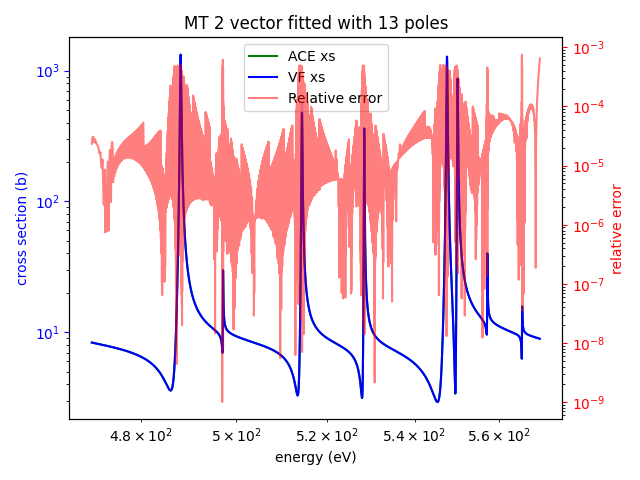 MT 2 vector fitted with 13 poles
ACE xs
VF xs
Relative error
10³
10²
10¹
cross section (b)
10⁻³
10⁻⁴
10⁻⁵
10⁻⁶
10⁻⁷
10⁻⁸
10⁻⁹
relative error
4.8 × 10² 5 × 10² 5.2 × 10² 5.4 × 10² 5.6 × 10²
energy (eV)